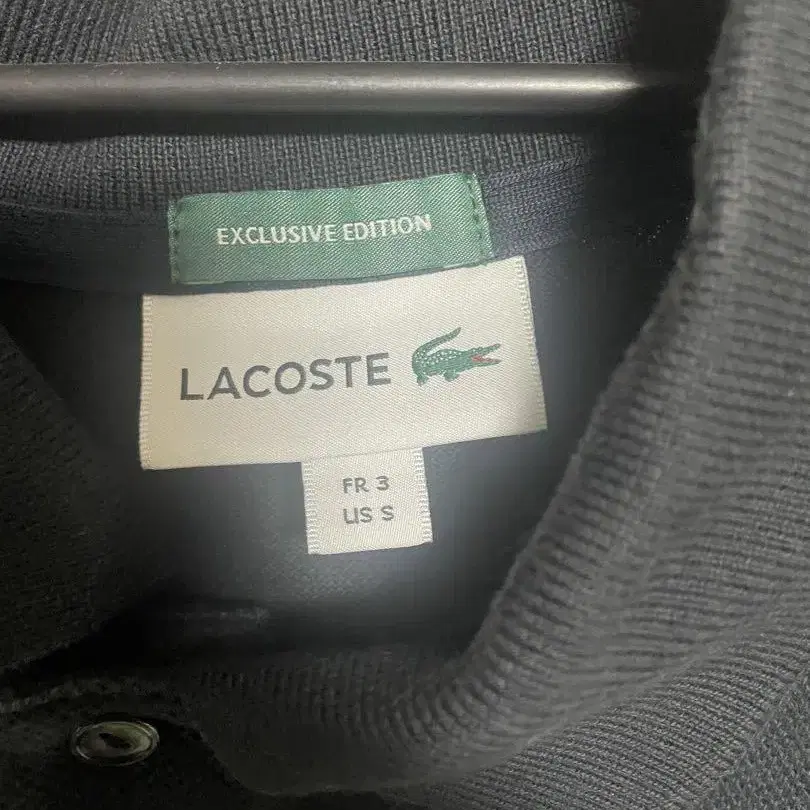 EXCLUSIVE EDITION
LACOSTE
FR 3
US S